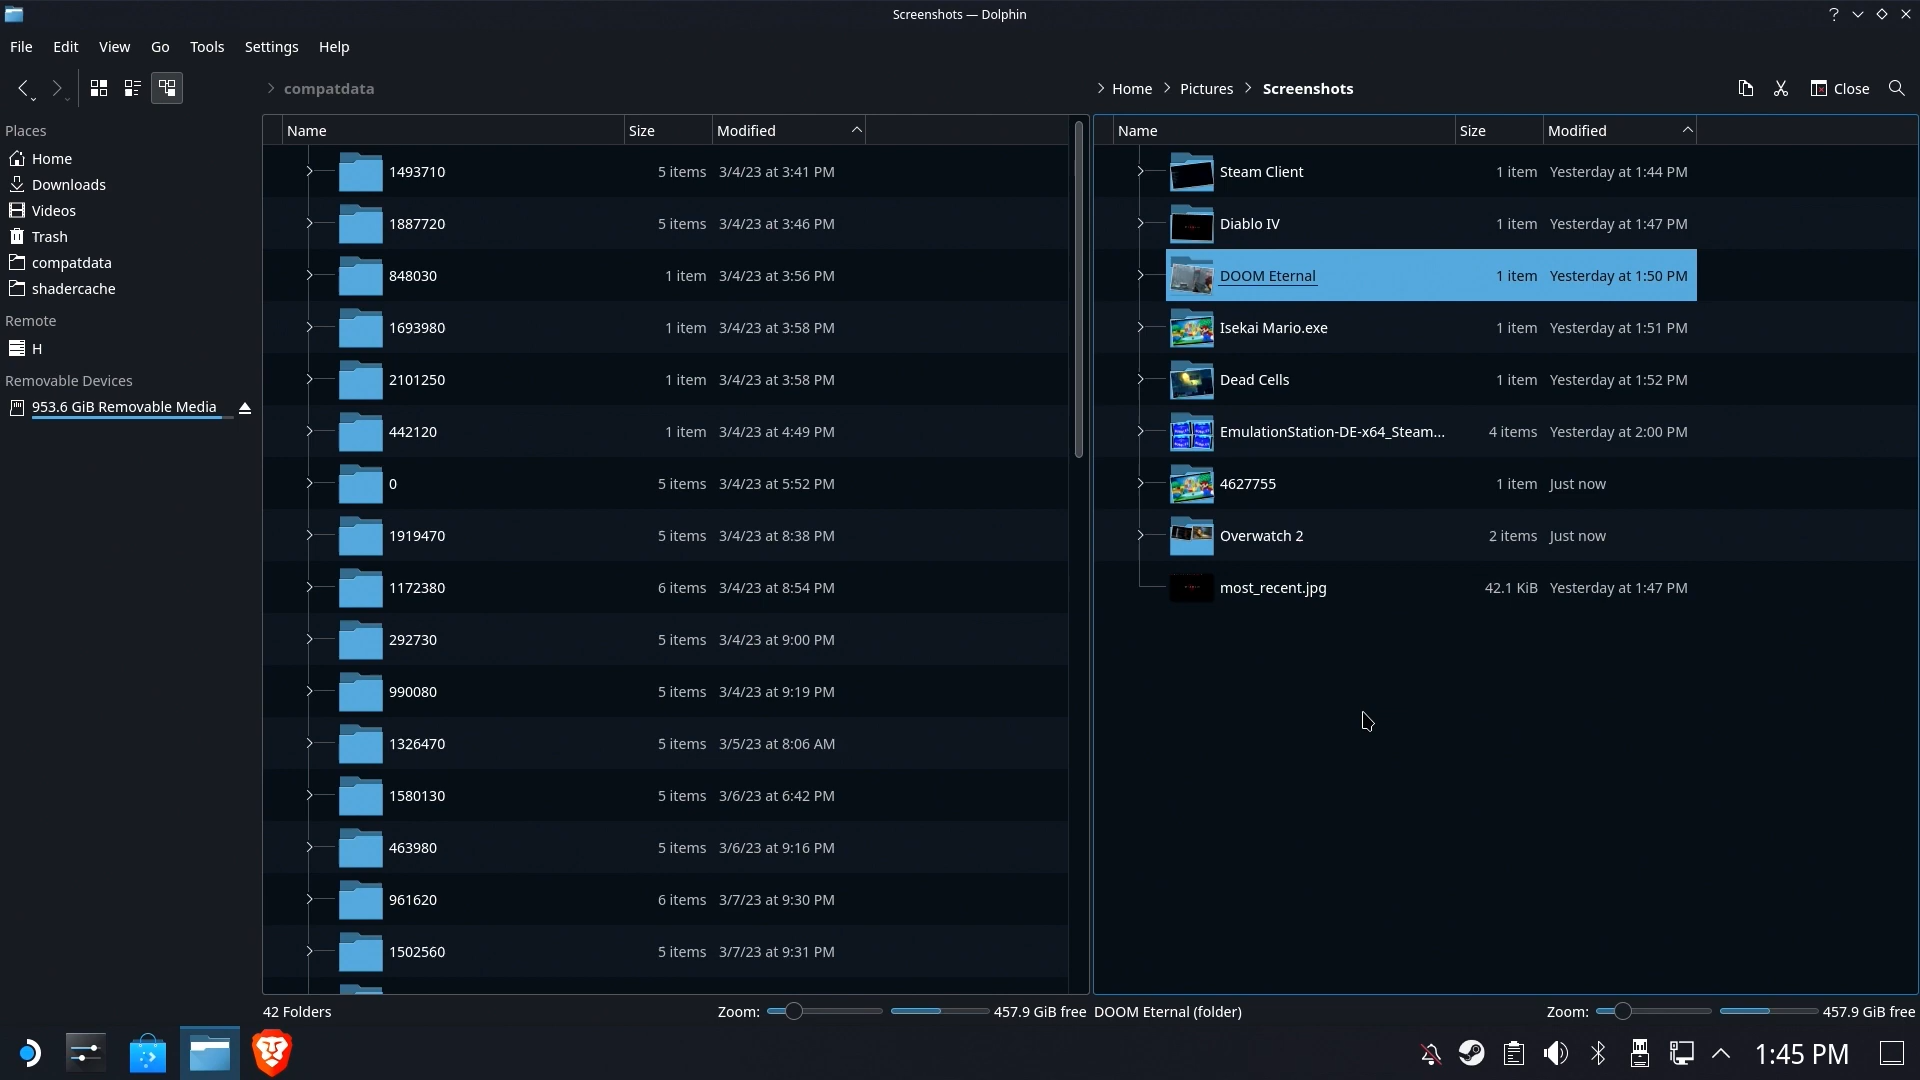 Screenshots — Dolphin
File Edit View Go Tools Settings Help
compatdata
Home Pictures Screenshots
Close
Places
Home
Downloads
Videos
Trash
compatdata
shadercache
Remote
H
Removable Devices
953.6 GiB Removable Media
Name Size Modified
1493710 5 items 3/4/23 at 3:41 PM
1887720 5 items 3/4/23 at 3:46 PM
848030 1 item 3/4/23 at 3:56 PM
1693980 1 item 3/4/23 at 3:58 PM
2101250 1 item 3/4/23 at 3:58 PM
442120 1 item 3/4/23 at 4:49 PM
0 5 items 3/4/23 at 5:52 PM
1919470 5 items 3/4/23 at 8:38 PM
1172380 6 items 3/4/23 at 8:54 PM
292730 5 items 3/4/23 at 9:00 PM
990080 5 items 3/4/23 at 9:19 PM
1326470 5 items 3/5/23 at 8:06 AM
1580130 5 items 3/6/23 at 6:42 PM
463980 5 items 3/6/23 at 9:16 PM
961620 6 items 3/7/23 at 9:30 PM
1502560 5 items 3/7/23 at 9:31 PM
42 Folders Zoom: 457.9 GiB free
Name Size Modified
Steam Client 1 item Yesterday at 1:44 PM
Diablo IV 1 item Yesterday at 1:47 PM
DOOM Eternal 1 item Yesterday at 1:50 PM
Isekai Mario.exe 1 item Yesterday at 1:51 PM
Dead Cells 1 item Yesterday at 1:52 PM
EmulationStation-DE-x64_Steam... 4 items Yesterday at 2:00 PM
4627755 1 item Just now
Overwatch 2 2 items Just now
most_recent.jpg 42.1 KiB Yesterday at 1:47 PM
DOOM Eternal (folder) Zoom: 457.9 GiB free
1:45 PM